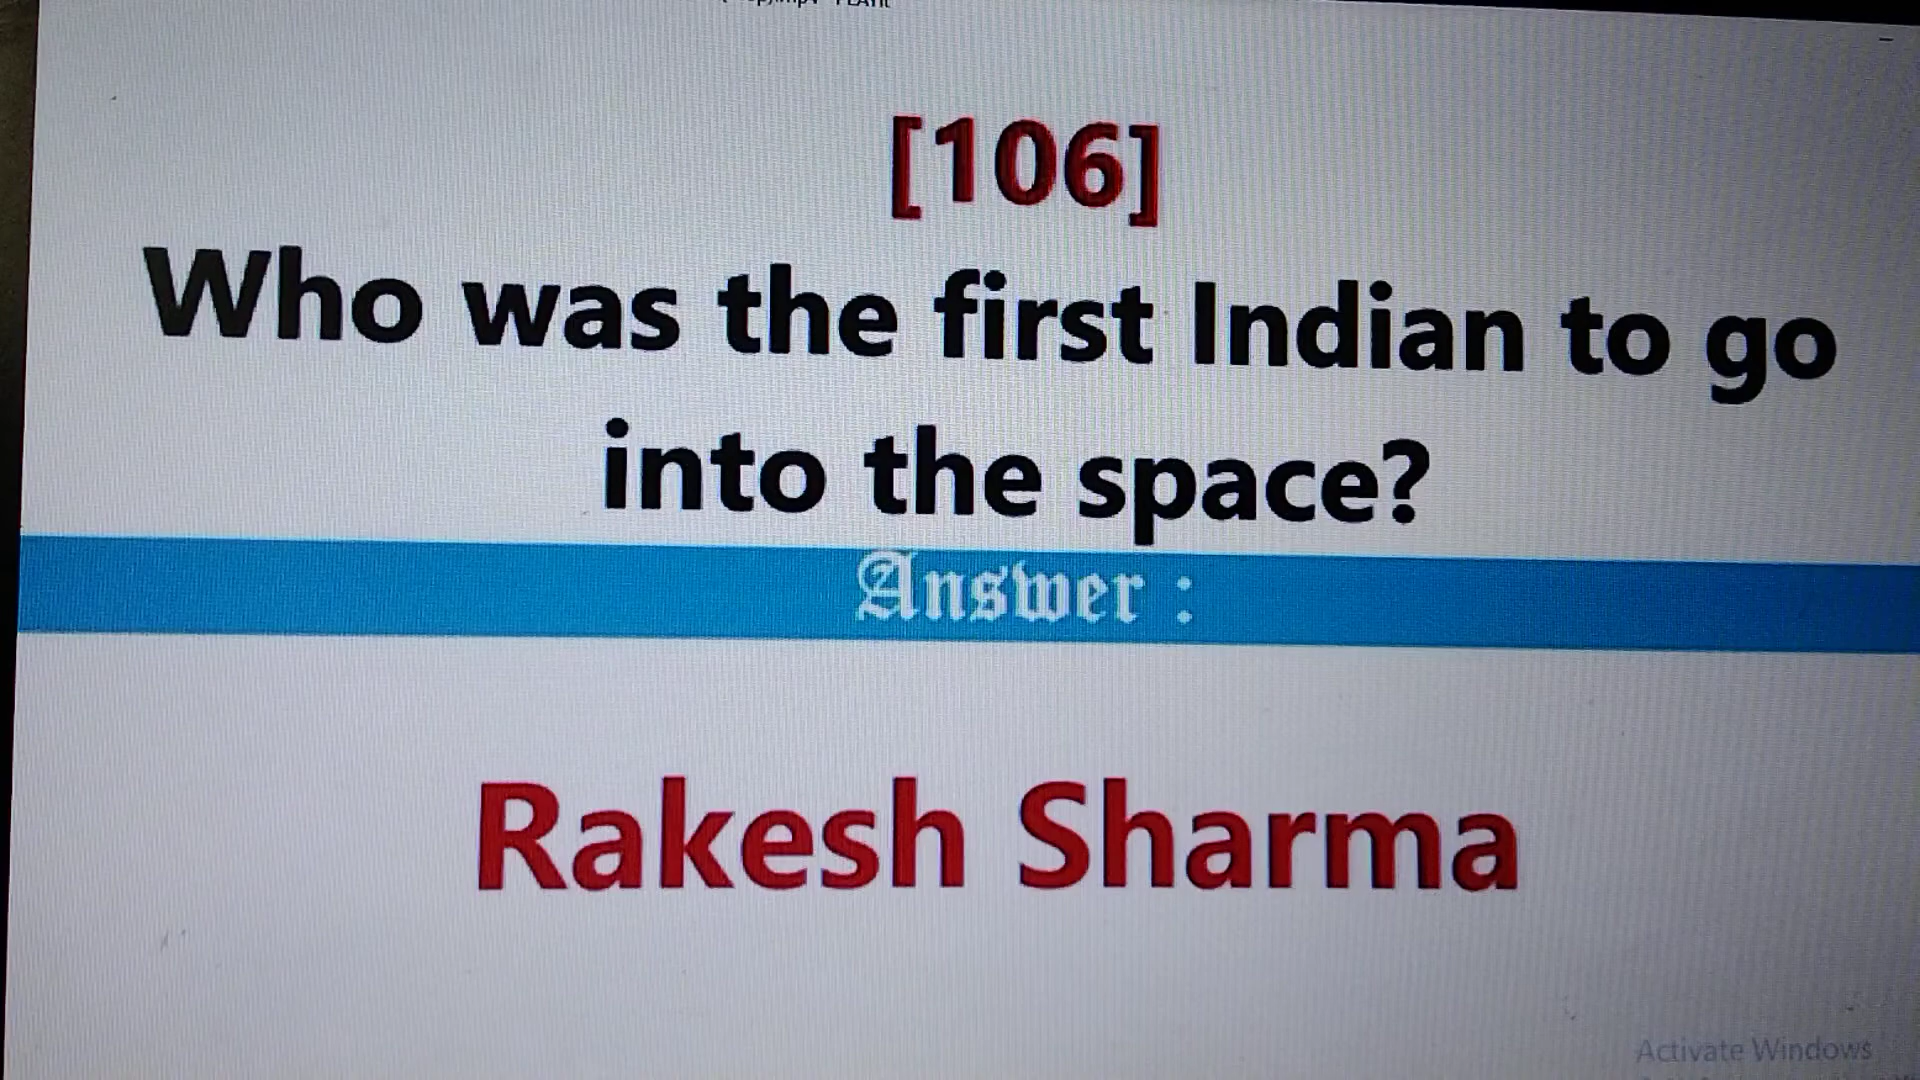 [106]
Who was the first Indian to go
into the space?
Answer :
Rakesh Sharma
Activate Windows